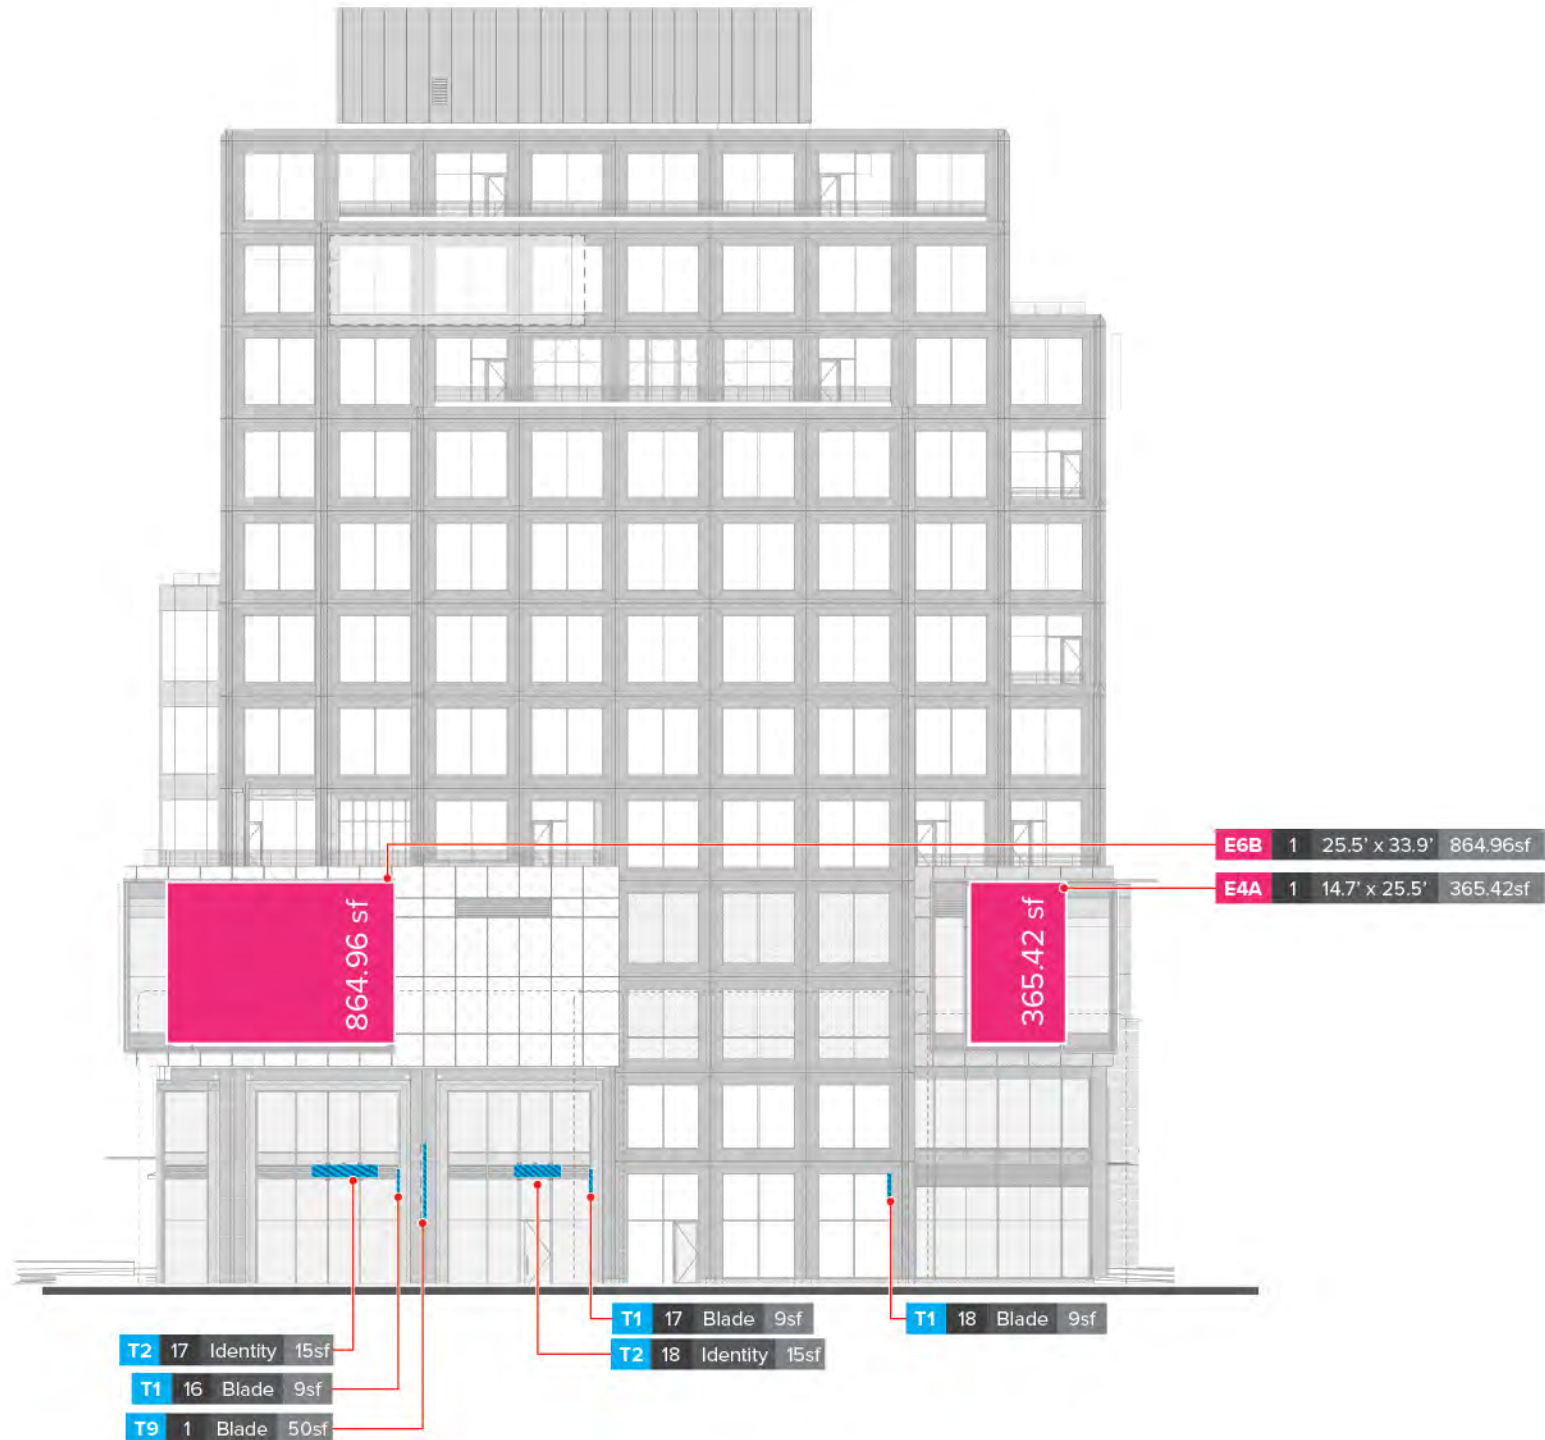 E6B 1 25.5' x 33.9' 864.96sf
E4A 1 14.7' x 25.5' 365.42sf
864.96 sf
365.42 sf
T1 17 Blade 9sf
T1 18 Blade 9sf
T2 17 Identity 15sf
T2 18 Identity 15sf
T1 16 Blade 9sf
T9 1 Blade 50sf